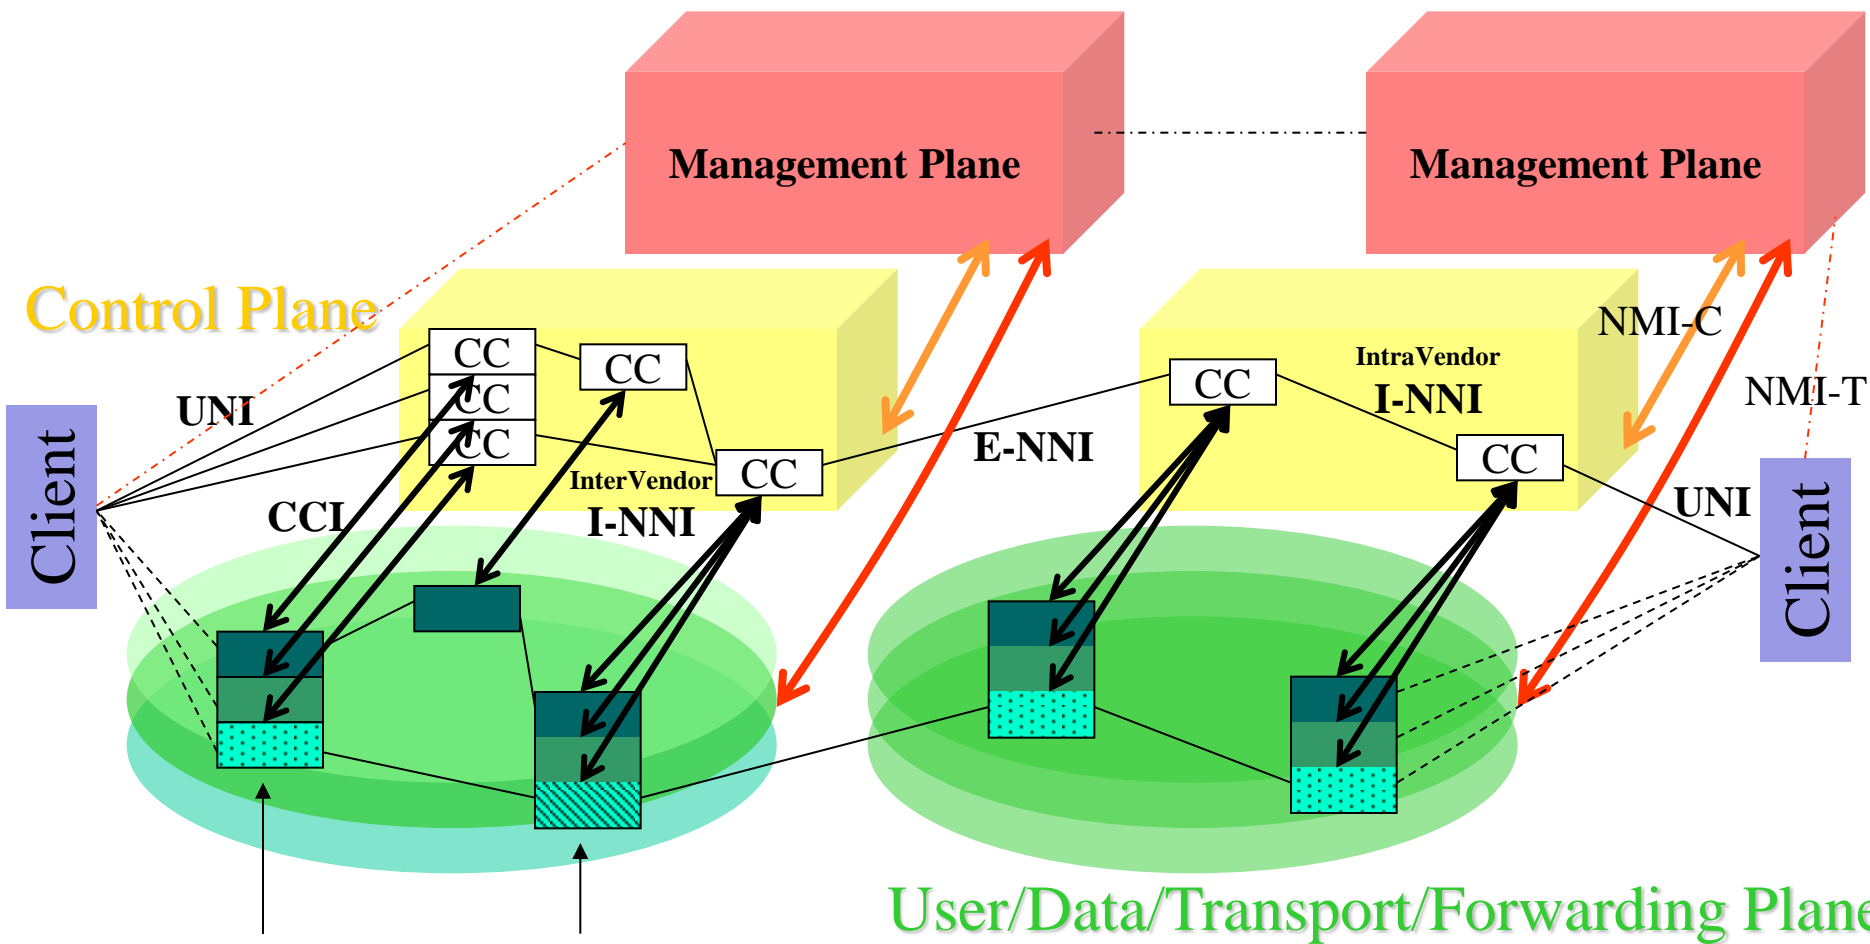 Management Plane
Management Plane
Control Plane
NMI-C
CC
CC
CC
CC
CC
CC
CC
IntraVendor
I-NNI
NMI-T
UNI
Client
E-NNI
InterVendor
I-NNI
CCI
UNI
Client
User/Data/Transport/Forwarding Plane